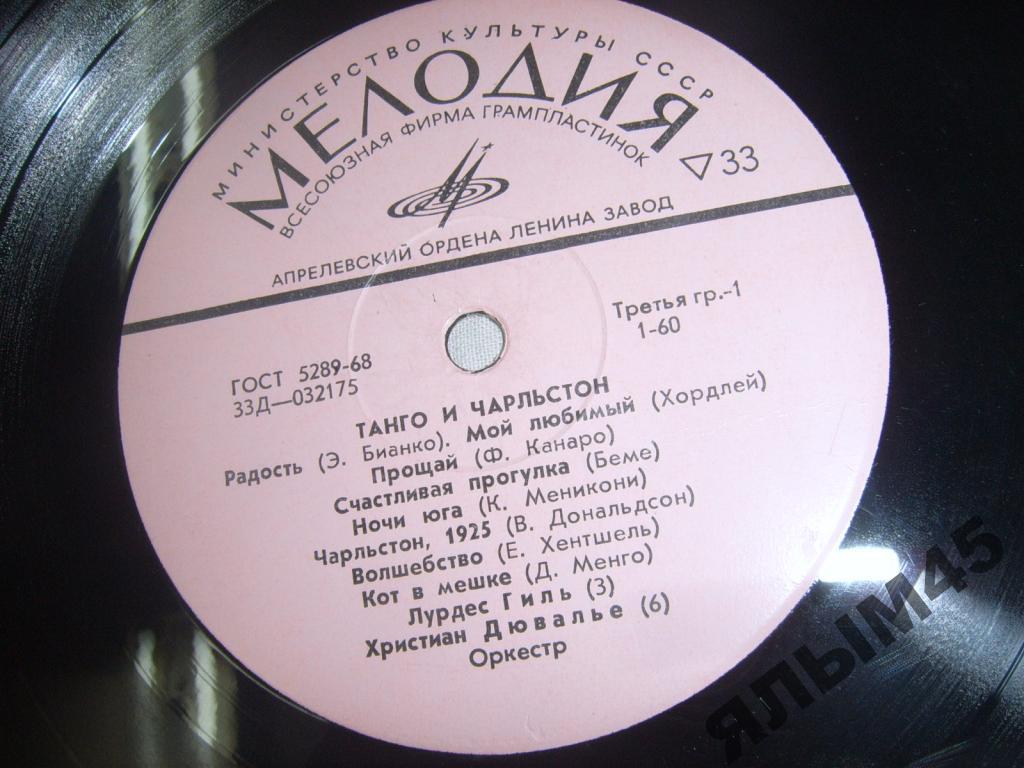 МИНИСТЕРСТВО КУЛЬТУРЫ СССР
МЕЛОДИЯ
ВСЕСОЮЗНАЯ ФИРМА ГРАМПЛАСТИНОК
33
АПРЕЛЕВСКИЙ ОРДЕНА ЛЕНИНА ЗАВОД
ГОСТ 5289-68
33Д—032175
Третья гр.-1
1-60
ТАНГО И ЧАРЛЬСТОН
Радость (Э. Бианко). Мой любимый (Хордлей)
Прощай (Ф. Канаро)
Счастливая прогулка (Беме)
Ночи юга (К. Меникони)
Чарльстон, 1925 (В. Дональдсон)
Волшебство (Е. Хентшель)
Кот в мешке (Д. Менго)
Лурдес Гиль (3)
Христиан Дювалье (6)
Оркестр
ЯЛЫМ45